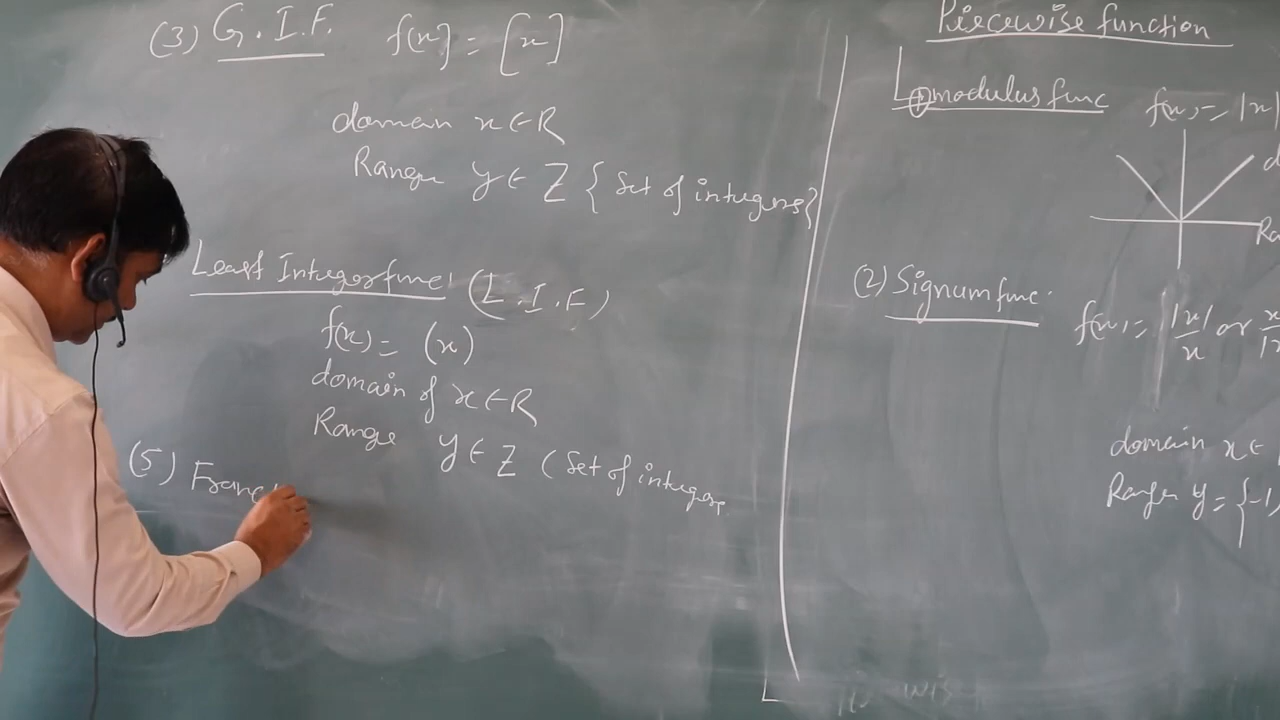 (3) G.I.F. f(x] = [x]
domain x ∈ R
Range y ∈ Z { Set of integers}
Least Integer func' (L.I.F)
f(x) = (x)
domain of x ∈ R
Range y ∈ Z ( Set of integers
(5) Frac
Piecewise function
(1) modulus func f(x) = |x|
(2) Signum func.
f(x) = |x|/x or
domain x ∈
Range y = {-1,